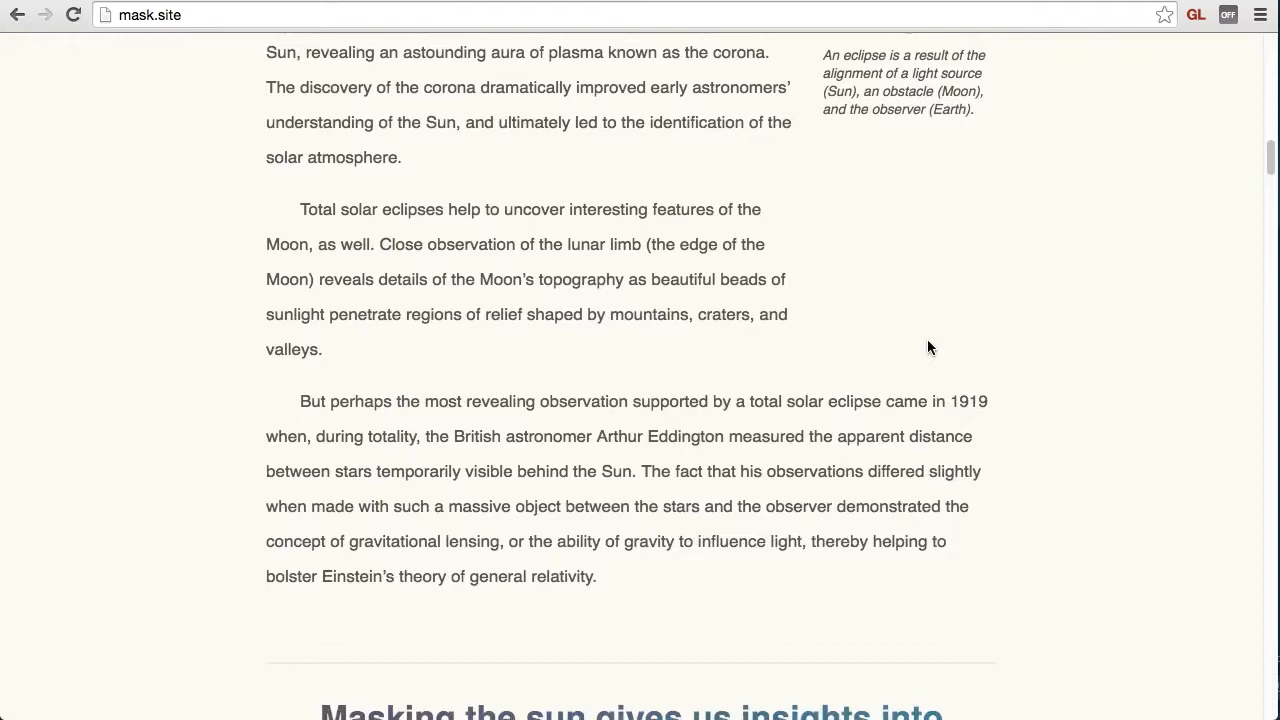 mask.site
GL
OFF
Sun, revealing an astounding aura of plasma known as the corona.
The discovery of the corona dramatically improved early astronomers’
understanding of the Sun, and ultimately led to the identification of the
solar atmosphere.
An eclipse is a result of the
alignment of a light source
(Sun), an obstacle (Moon),
and the observer (Earth).
Total solar eclipses help to uncover interesting features of the
Moon, as well. Close observation of the lunar limb (the edge of the
Moon) reveals details of the Moon’s topography as beautiful beads of
sunlight penetrate regions of relief shaped by mountains, craters, and
valleys.
But perhaps the most revealing observation supported by a total solar eclipse came in 1919
when, during totality, the British astronomer Arthur Eddington measured the apparent distance
between stars temporarily visible behind the Sun. The fact that his observations differed slightly
when made with such a massive object between the stars and the observer demonstrated the
concept of gravitational lensing, or the ability of gravity to influence light, thereby helping to
bolster Einstein’s theory of general relativity.
Masking the sun gives us insights into